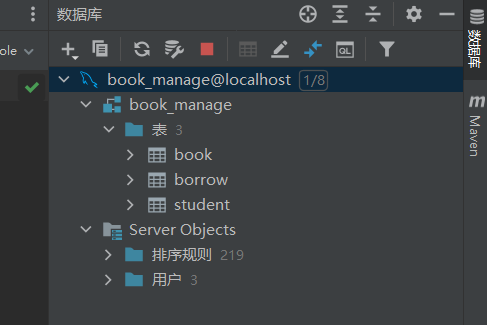 数据库
ole
QL
book_manage@localhost 1/8
book_manage
表 3
book
borrow
student
Server Objects
排序规则 219
用户 3
数据库
m
Maven